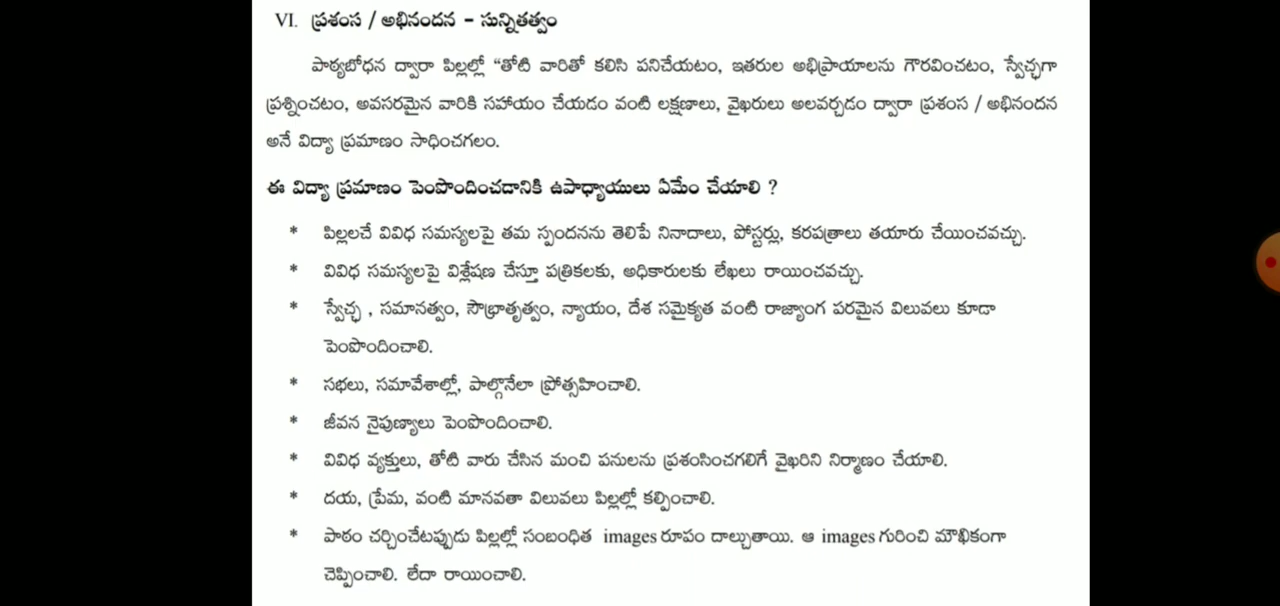 VI. ప్రశంస / అభినందన – సున్నితత్వం
పాఠ్యబోధన ద్వారా పిల్లల్లో “తోటి వారితో కలిసి పనిచేయటం, ఇతరుల అభిప్రాయాలను గౌరవించటం, స్వేచ్ఛగా
ప్రశ్నించటం, అవసరమైన వారికి సహాయం చేయడం వంటి లక్షణాలు, వైఖరులు అలవర్చడం ద్వారా ప్రశంస / అభినందన
అనే విద్యా ప్రమాణం సాధించగలం.
ఈ విద్యా ప్రమాణం పెంపొందించడానికి ఉపాధ్యాయులు ఏమేం చేయాలి ?
* పిల్లలచే వివిధ సమస్యలపై తమ స్పందనను తెలిపే నినాదాలు, పోస్టర్లు, కరపత్రాలు తయారు చేయించవచ్చు.
* వివిధ సమస్యలపై విశ్లేషణ చేస్తూ పత్రికలకు, అధికారులకు లేఖలు రాయించవచ్చు.
* స్వేచ్ఛ , సమానత్వం, సౌభ్రాతృత్వం, న్యాయం, దేశ సమైక్యత వంటి రాజ్యాంగ పరమైన విలువలు కూడా
పెంపొందించాలి.
* సభలు, సమావేశాల్లో, పాల్గొనేలా ప్రోత్సహించాలి.
* జీవన నైపుణ్యాలు పెంపొందించాలి.
* వివిధ వ్యక్తులు, తోటి వారు చేసిన మంచి పనులను ప్రశంసించగలిగే వైఖరిని నిర్మాణం చేయాలి.
* దయ, ప్రేమ, వంటి మానవతా విలువలు పిల్లల్లో కల్పించాలి.
* పాఠం చర్చించేటప్పుడు పిల్లల్లో సంబంధిత images రూపం దాల్చుతాయి. ఆ images గురించి మౌఖికంగా
చెప్పించాలి. లేదా రాయించాలి.